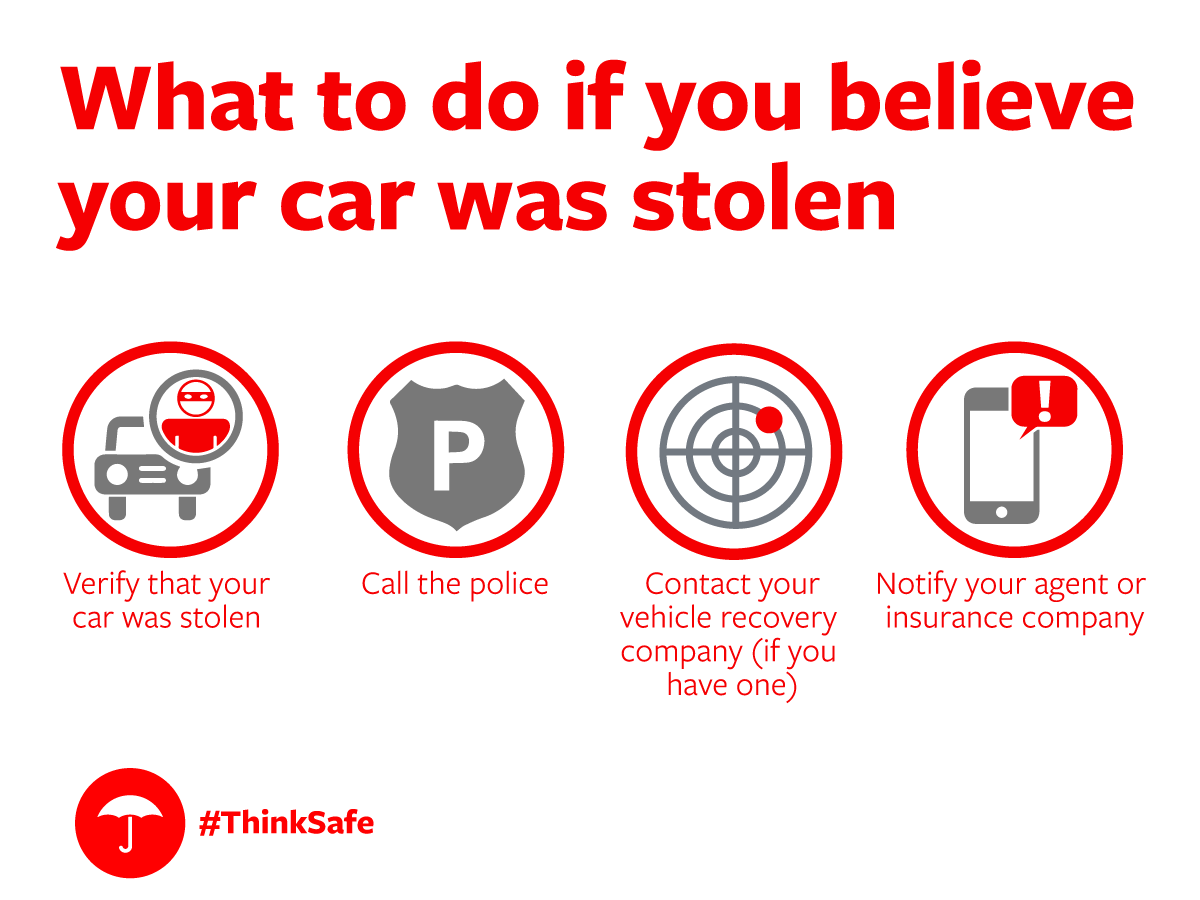 What to do if you believe
your car was stolen
P
!
Verify that your
car was stolen
Call the police
Contact your
vehicle recovery
company (if you
have one)
Notify your agent or
insurance company
#ThinkSafe